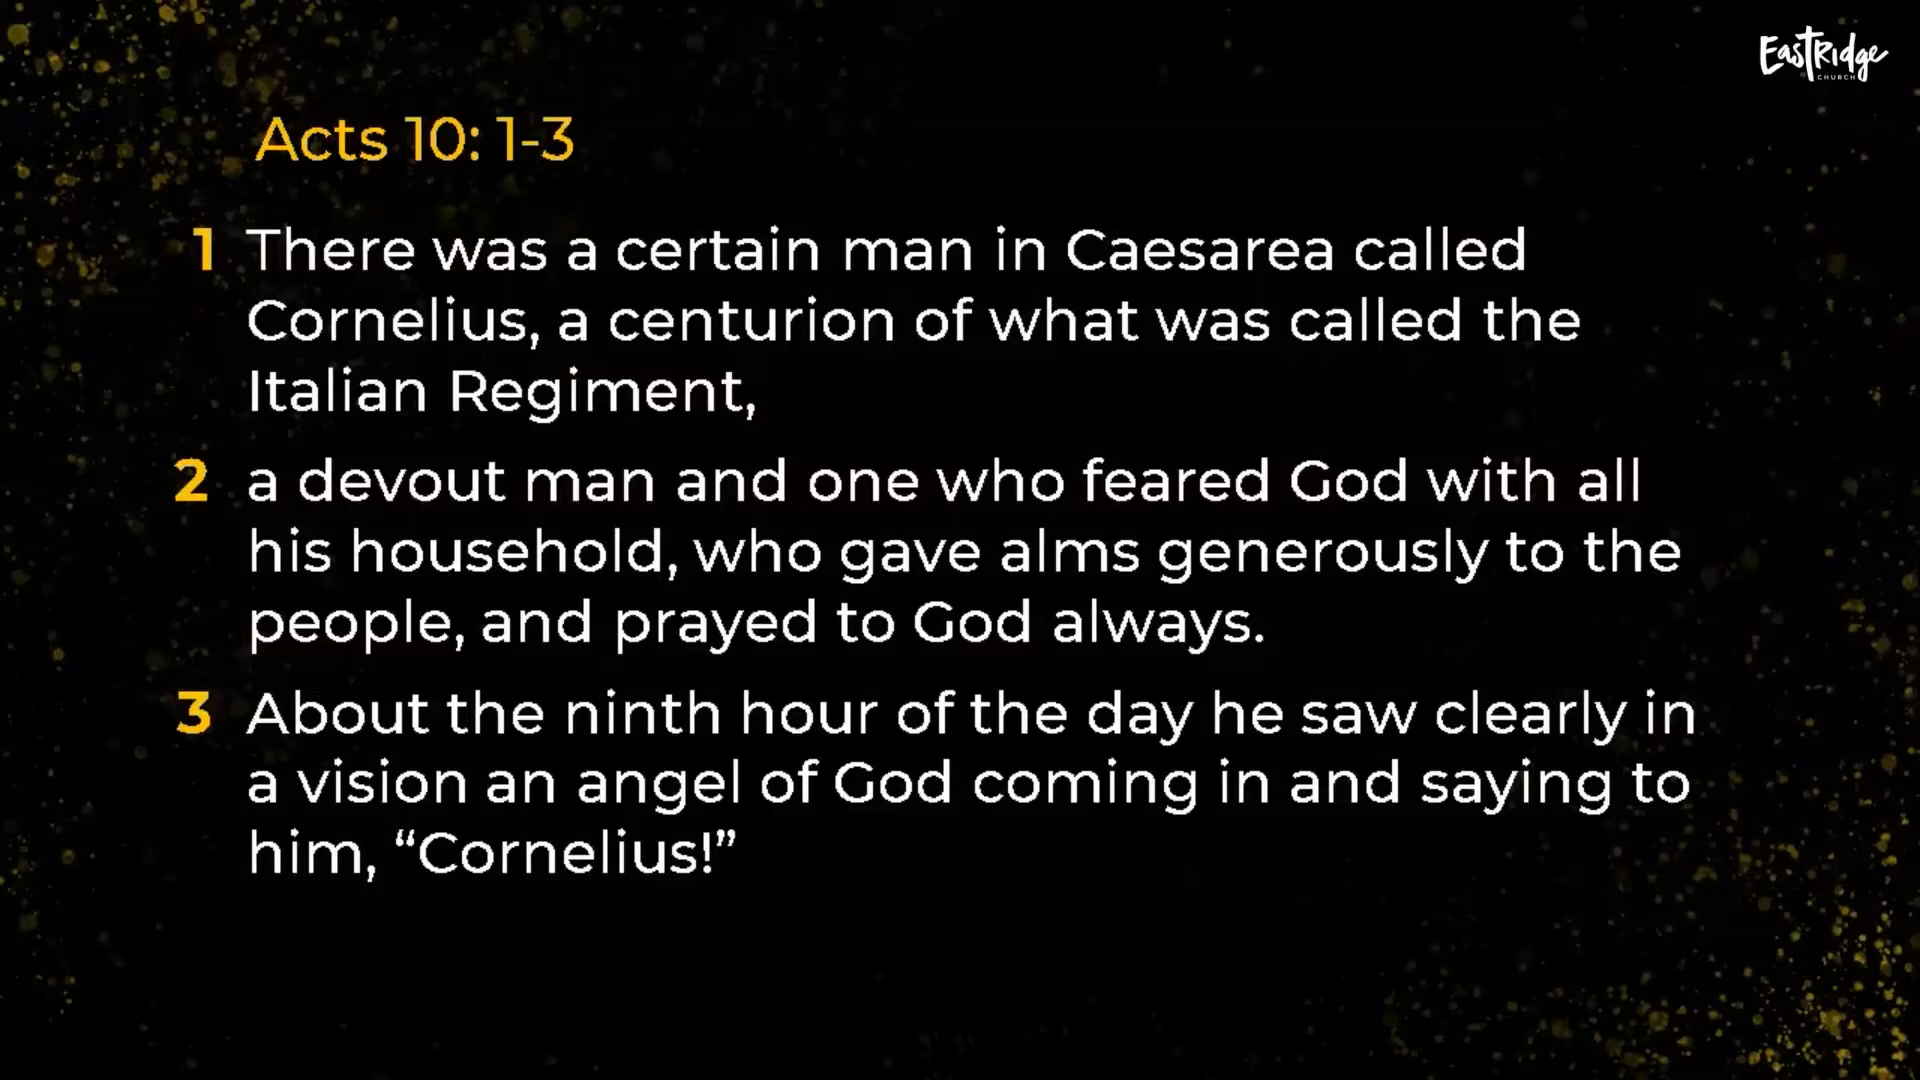 EastRidge
CHURCH
Acts 10: 1-3
1 There was a certain man in Caesarea called
Cornelius, a centurion of what was called the
Italian Regiment,
2 a devout man and one who feared God with all
his household, who gave alms generously to the
people, and prayed to God always.
3 About the ninth hour of the day he saw clearly in
a vision an angel of God coming in and saying to
him, “Cornelius!”